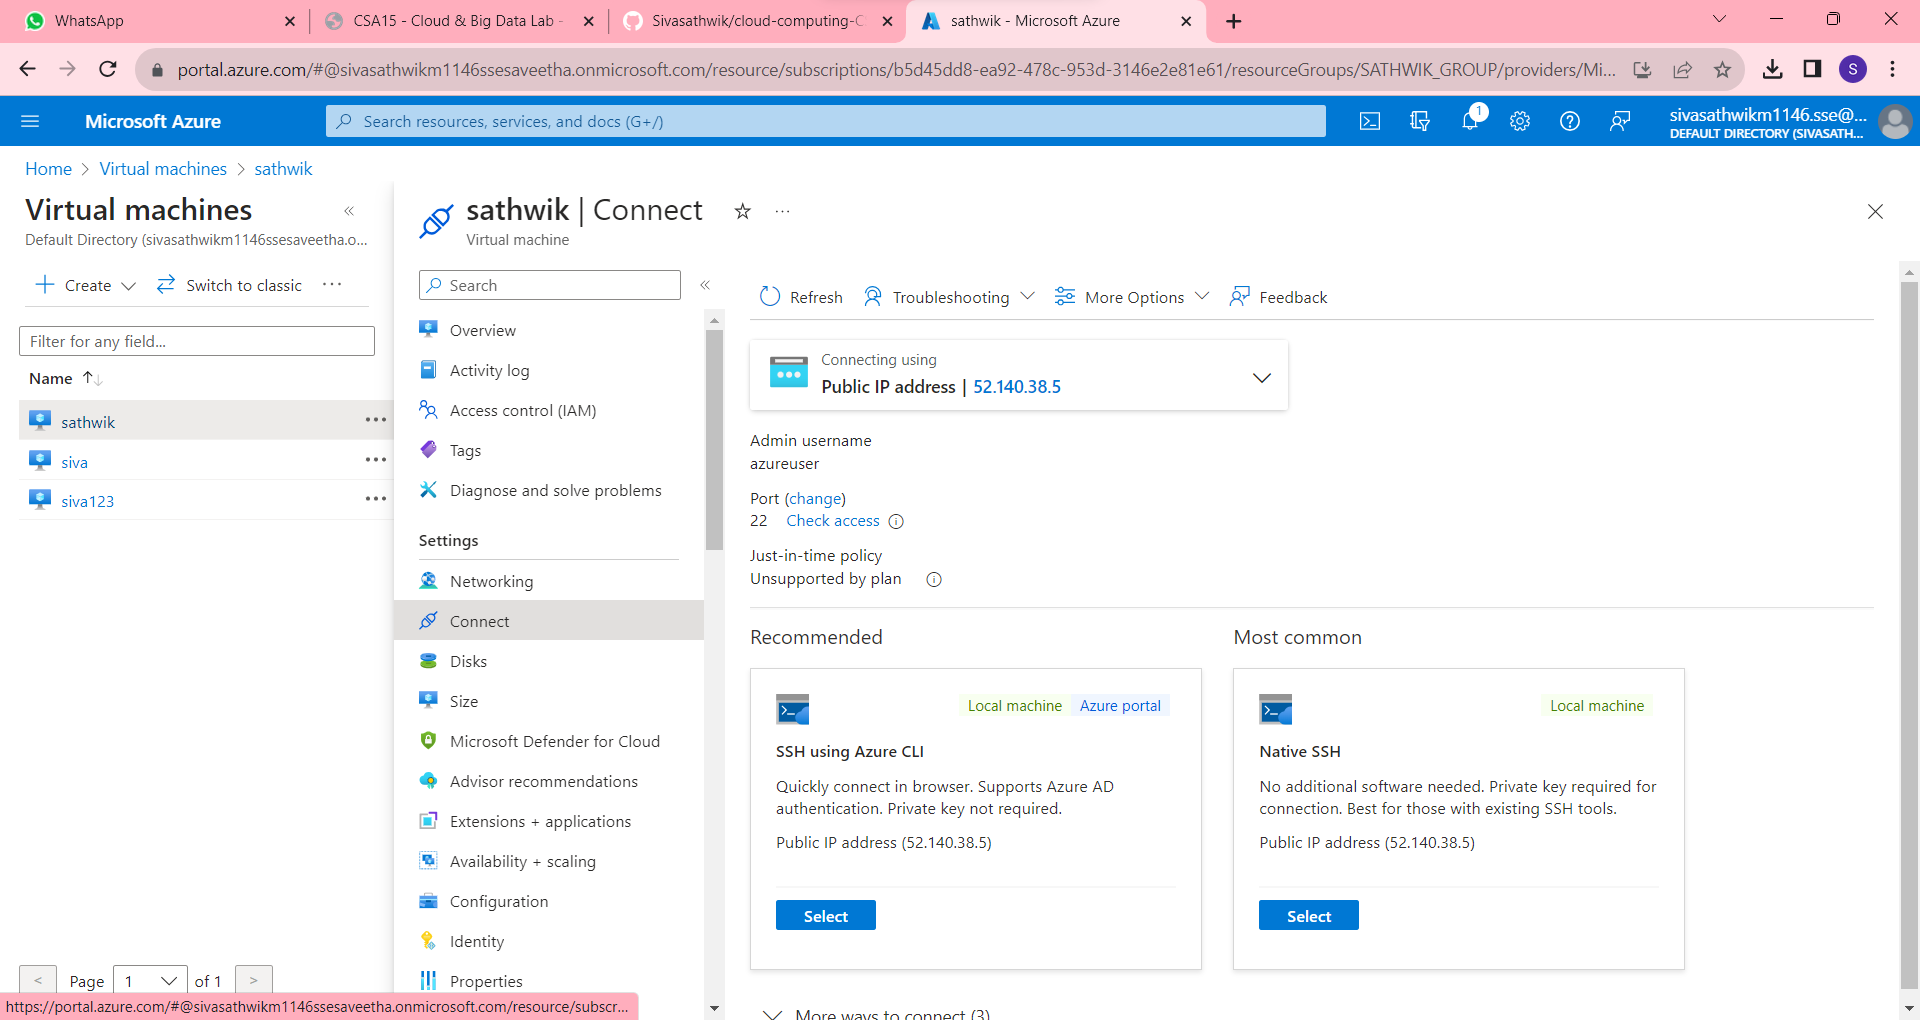 WhatsApp
CSA15 - Cloud & Big Data Lab -
Sivasathwik/cloud-computing-C
sathwik - Microsoft Azure
portal.azure.com/#@sivasathwikm1146ssesaveetha.onmicrosoft.com/resource/subscriptions/b5d45dd8-ea92-478c-953d-3146e2e81e61/resourceGroups/SATHWIK_GROUP/providers/Mi...
S
Microsoft Azure
Search resources, services, and docs (G+/)
1
sivasathwikm1146.sse@...
DEFAULT DIRECTORY (SIVASATH...
Home > Virtual machines > sathwik
Virtual machines
Default Directory (sivasathwikm1146ssesaveetha.o...
Create
Switch to classic
Filter for any field...
Name
sathwik
siva
siva123
< Page 1 of 1 >
https://portal.azure.com/#@sivasathwikm1146ssesaveetha.onmicrosoft.com/resource/subscr...
sathwik | Connect
Virtual machine
Search
Overview
Activity log
Access control (IAM)
Tags
Diagnose and solve problems
Settings
Networking
Connect
Disks
Size
Microsoft Defender for Cloud
Advisor recommendations
Extensions + applications
Availability + scaling
Configuration
Identity
Properties
Refresh
Troubleshooting
More Options
Feedback
Connecting using
Public IP address | 52.140.38.5
Admin username
azureuser
Port (change)
22 Check access
Just-in-time policy
Unsupported by plan
Recommended
Local machine
Azure portal
SSH using Azure CLI
Quickly connect in browser. Supports Azure AD
authentication. Private key not required.
Public IP address (52.140.38.5)
Select
Most common
Local machine
Native SSH
No additional software needed. Private key required for
connection. Best for those with existing SSH tools.
Public IP address (52.140.38.5)
Select
More ways to connect (3)